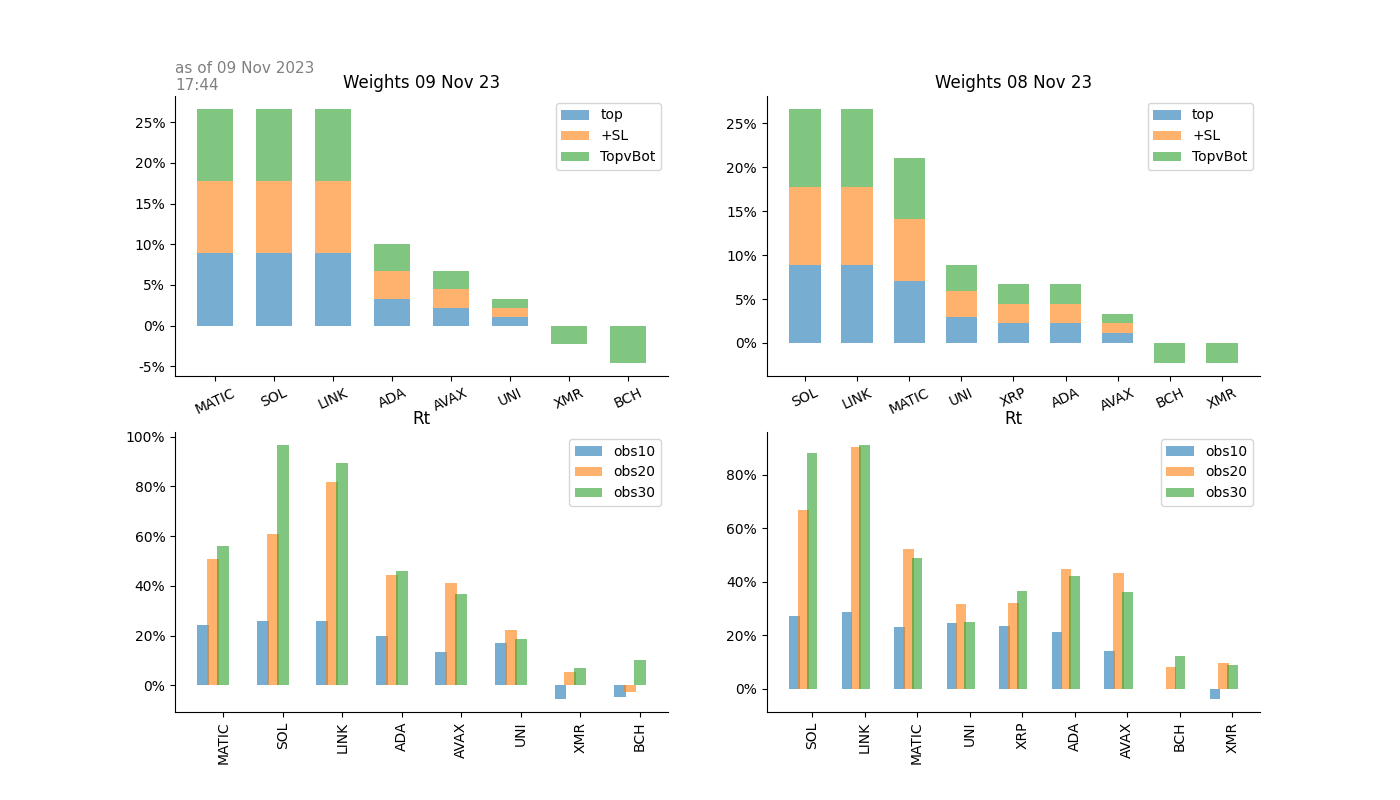 as of 09 Nov 2023
17:44
Weights 09 Nov 23
25%
20%
15%
10%
5%
0%
-5%
top
+SL
TopvBot
MATIC SOL LINK ADA AVAX UNI XMR BCH
Weights 08 Nov 23
25%
20%
15%
10%
5%
0%
top
+SL
TopvBot
SOL LINK MATIC UNI XRP ADA AVAX BCH XMR
Rt
100%
80%
60%
40%
20%
0%
obs10
obs20
obs30
MATIC SOL LINK ADA AVAX UNI XMR BCH
Rt
80%
60%
40%
20%
0%
obs10
obs20
obs30
SOL LINK MATIC UNI XRP ADA AVAX BCH XMR